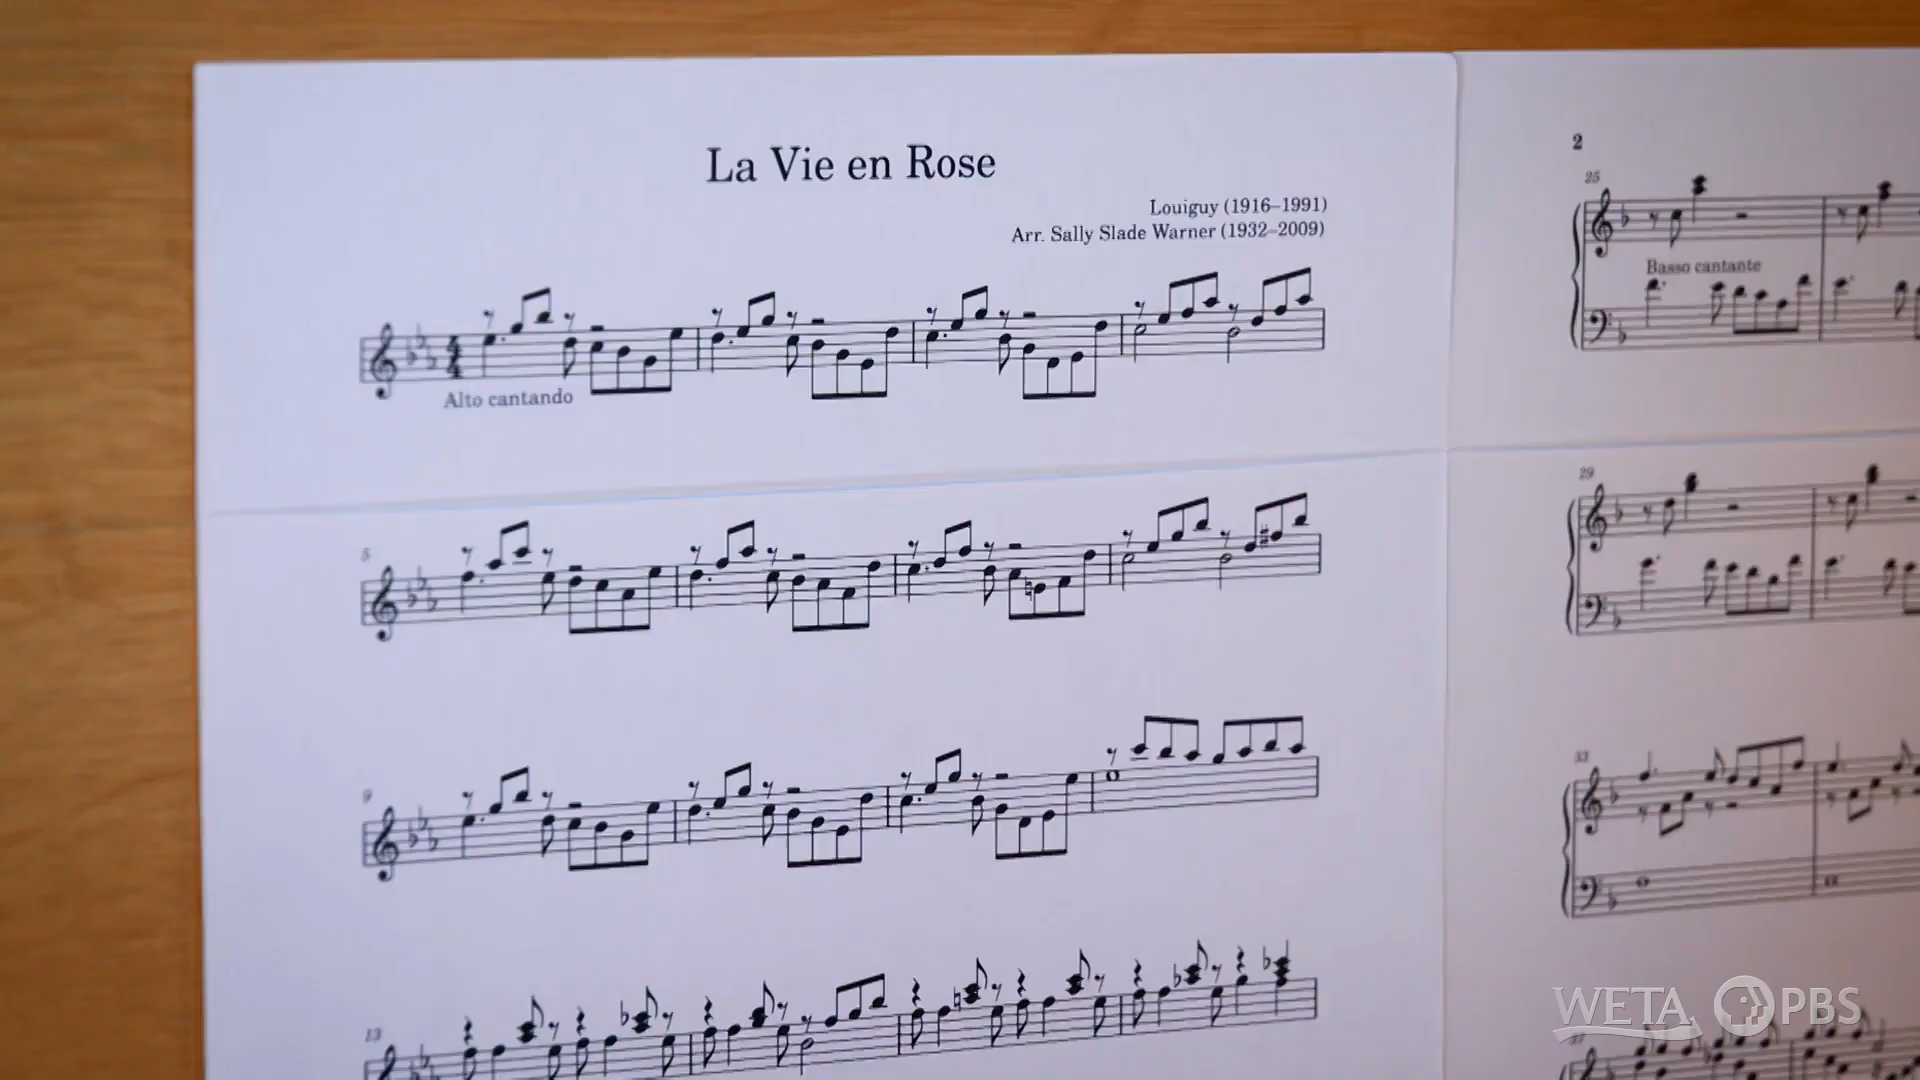 La Vie en Rose
Louiguy (1916–1991)
Arr. Sally Slade Warner (1932–2009)
Alto cantando
5
9
13
2
25
Basso cantante
29
33
37
WETA PBS